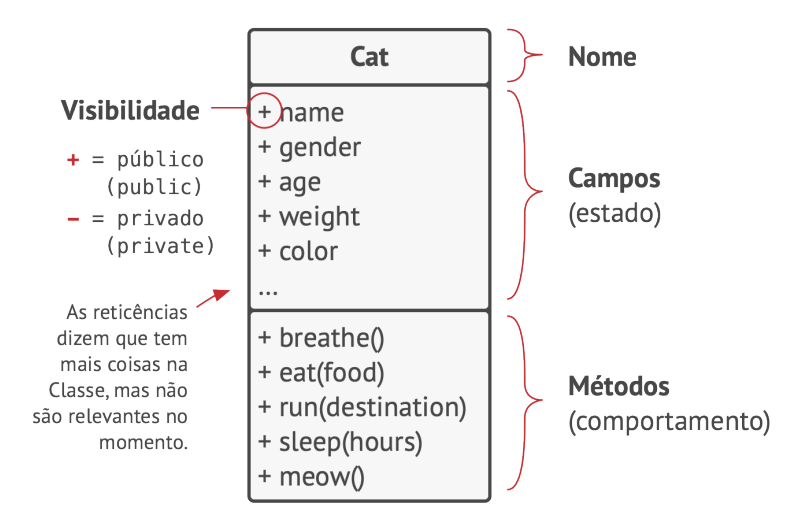 Cat
Nome
Visibilidade
+ = público
(public)
− = privado
(private)
As reticências
dizem que tem
mais coisas na
Classe, mas não
são relevantes no
momento.
+ name
+ gender
+ age
+ weight
+ color
...
Campos
(estado)
+ breathe()
+ eat(food)
+ run(destination)
+ sleep(hours)
+ meow()
Métodos
(comportamento)